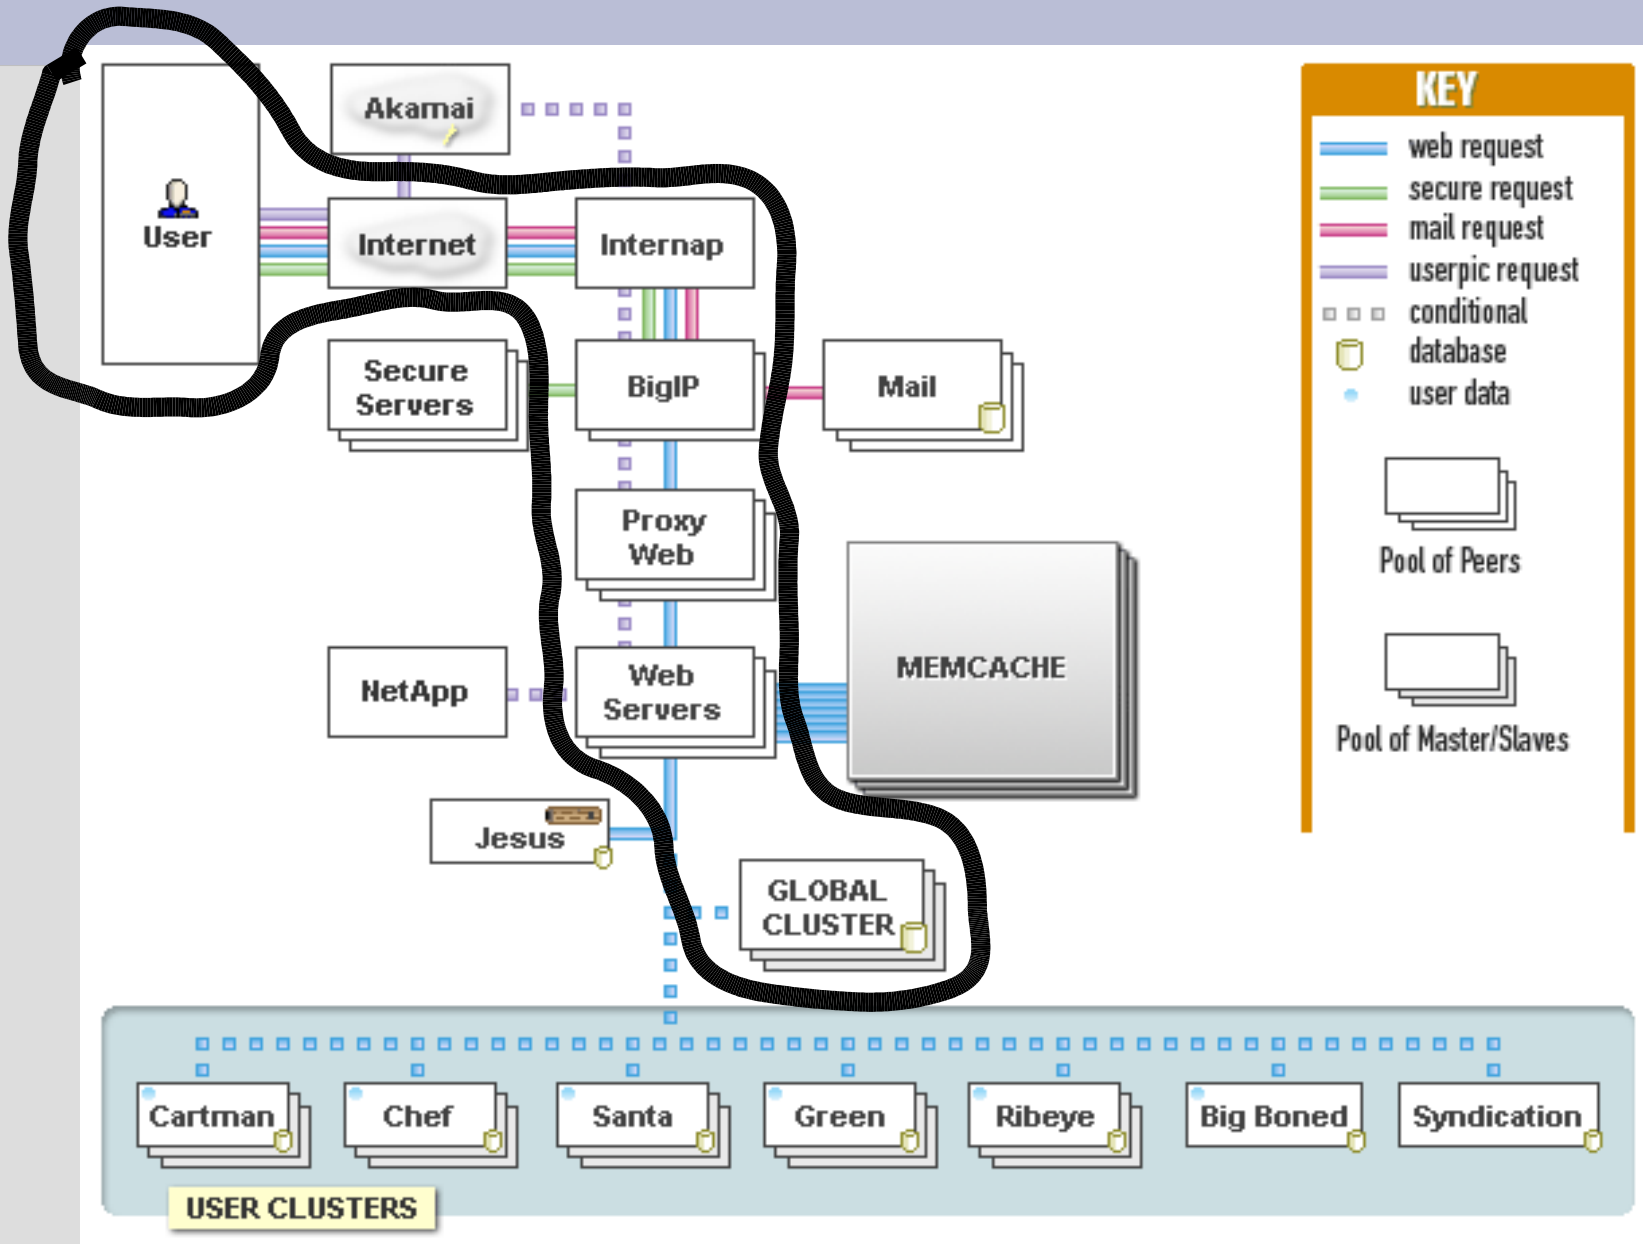 Akamai
User
Internet
Internap
Secure
Servers
BigIP
Mail
Proxy
Web
NetApp
Web
Servers
MEMCACHE
Jesus
GLOBAL
CLUSTER
Cartman
Chef
Santa
Green
Ribeye
Big Boned
Syndication
USER CLUSTERS
KEY
web request
secure request
mail request
userpic request
conditional
database
user data
Pool of Peers
Pool of Master/Slaves